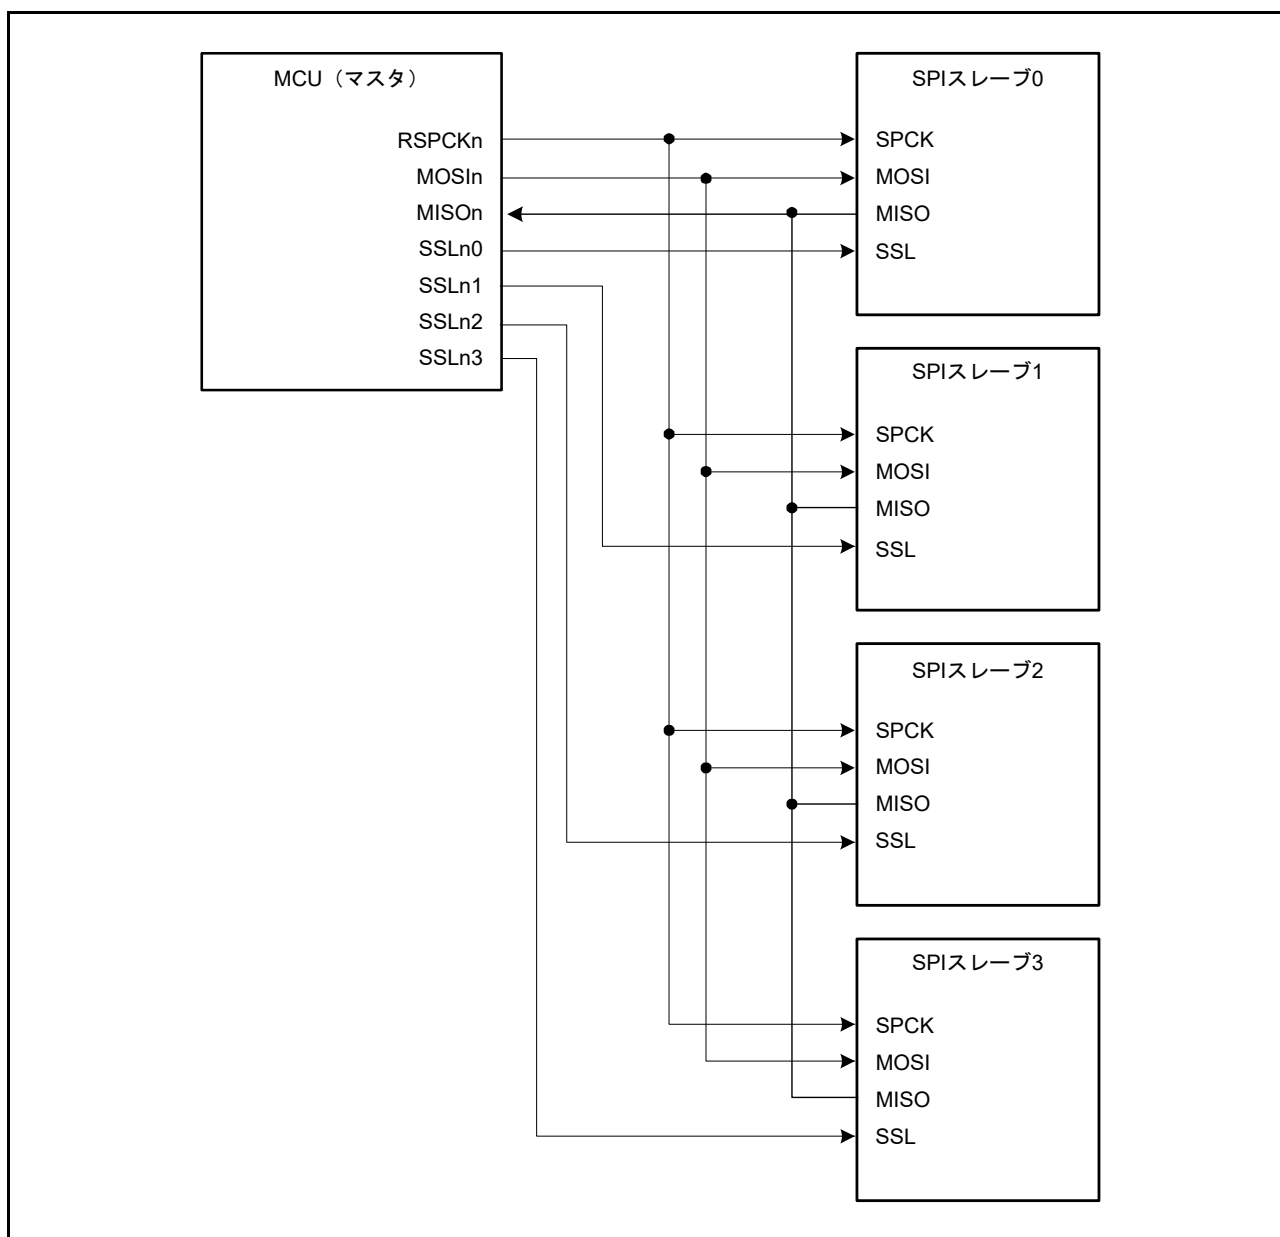 MCU（マスタ）
RSPCKn
MOSIn
MISOn
SSLn0
SSLn1
SSLn2
SSLn3
SPIスレーブ0
SPCK
MOSI
MISO
SSL
SPIスレーブ1
SPCK
MOSI
MISO
SSL
SPIスレーブ2
SPCK
MOSI
MISO
SSL
SPIスレーブ3
SPCK
MOSI
MISO
SSL